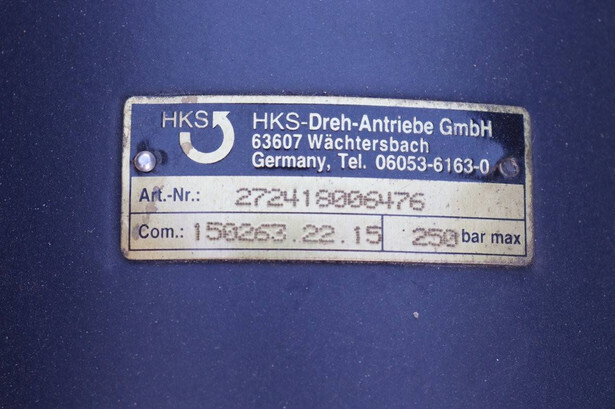 HKS
HKS-Dreh-Antriebe GmbH
63607 Wächtersbach
Germany, Tel. 06053-6163-0
Art.-Nr.: 272418006476
Com.: 150263.22.15 250 bar max